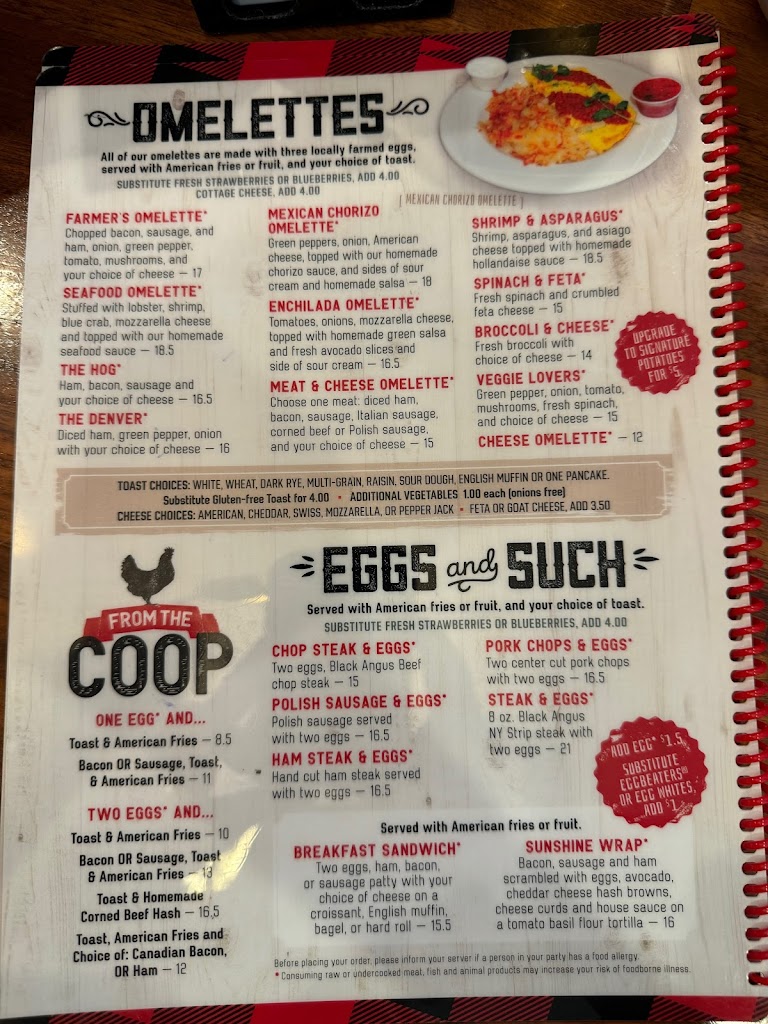 OMELETTES
All of our omelettes are made with three locally farmed eggs,
served with American fries or fruit, and your choice of toast.
SUBSTITUTE FRESH STRAWBERRIES OR BLUEBERRIES, ADD 4.00
COTTAGE CHEESE, ADD 4.00
[ MEXICAN CHORIZO OMELETTE ]
FARMER'S OMELETTE*
Chopped bacon, sausage, and
ham, onion, green pepper,
tomato, mushrooms, and
your choice of cheese — 17
SEAFOOD OMELETTE*
Stuffed with lobster, shrimp,
blue crab, mozzarella cheese
and topped with our homemade
seafood sauce — 18.5
THE HOG*
Ham, bacon, sausage and
your choice of cheese — 16.5
THE DENVER*
Diced ham, green pepper, onion
with your choice of cheese — 16
MEXICAN CHORIZO
OMELETTE*
Green peppers, onion, American
cheese, topped with our homemade
chorizo sauce, and sides of sour
cream and homemade salsa — 18
ENCHILADA OMELETTE*
Tomatoes, onions, mozzarella cheese,
topped with homemade green salsa
and fresh avocado slices and
side of sour cream — 16.5
MEAT & CHEESE OMELETTE*
Choose one meat: diced ham,
bacon, sausage, Italian sausage,
corned beef or Polish sausage,
and your choice of cheese — 15
SHRIMP & ASPARAGUS*
Shrimp, asparagus, and asiago
cheese topped with homemade
hollandaise sauce — 18.5
SPINACH & FETA*
Fresh spinach and crumbled
feta cheese — 15
BROCCOLI & CHEESE*
Fresh broccoli with
choice of cheese — 14
VEGGIE LOVERS*
Green pepper, onion, tomato,
mushrooms, fresh spinach,
and choice of cheese — 15
CHEESE OMELETTE* — 12
UPGRADE
TO SIGNATURE
POTATOES
FOR $5
TOAST CHOICES: WHITE, WHEAT, DARK RYE, MULTI-GRAIN, RAISIN, SOUR DOUGH, ENGLISH MUFFIN OR ONE PANCAKE.
Substitute Gluten-free Toast for 4.00 • ADDITIONAL VEGETABLES 1.00 each (onions free)
CHEESE CHOICES: AMERICAN, CHEDDAR, SWISS, MOZZARELLA, OR PEPPER JACK • FETA OR GOAT CHEESE, ADD 3.50
FROM THE
COOP
ONE EGG* AND...
Toast & American Fries — 8.5
Bacon OR Sausage, Toast,
& American Fries — 11
TWO EGGS* AND...
Toast & American Fries — 10
Bacon OR Sausage, Toast
& American Fries — 13
Toast & Homemade
Corned Beef Hash — 16.5
Toast, American Fries and
Choice of: Canadian Bacon,
OR Ham — 12
EGGS and SUCH
Served with American fries or fruit, and your choice of toast.
SUBSTITUTE FRESH STRAWBERRIES OR BLUEBERRIES, ADD 4.00
CHOP STEAK & EGGS*
Two eggs, Black Angus Beef
chop steak — 15
POLISH SAUSAGE & EGGS*
Polish sausage served
with two eggs — 16.5
HAM STEAK & EGGS*
Hand cut ham steak served
with two eggs — 16.5
PORK CHOPS & EGGS*
Two center cut pork chops
with two eggs — 16.5
STEAK & EGGS*
8 oz. Black Angus
NY Strip steak with
two eggs — 21
ADD EGG* $1.5
SUBSTITUTE
EGGBEATERS®
OR EGG WHITES,
ADD $1
Served with American fries or fruit.
BREAKFAST SANDWICH*
Two eggs, ham, bacon,
or sausage patty with your
choice of cheese on a
croissant, English muffin,
bagel, or hard roll — 15.5
SUNSHINE WRAP*
Bacon, sausage and ham
scrambled with eggs, avocado,
cheddar cheese hash browns,
cheese curds and house sauce on
a tomato basil flour tortilla — 16
Before placing your order, please inform your server if a person in your party has a food allergy.
* Consuming raw or undercooked meat, fish and animal products may increase your risk of foodborne illness.